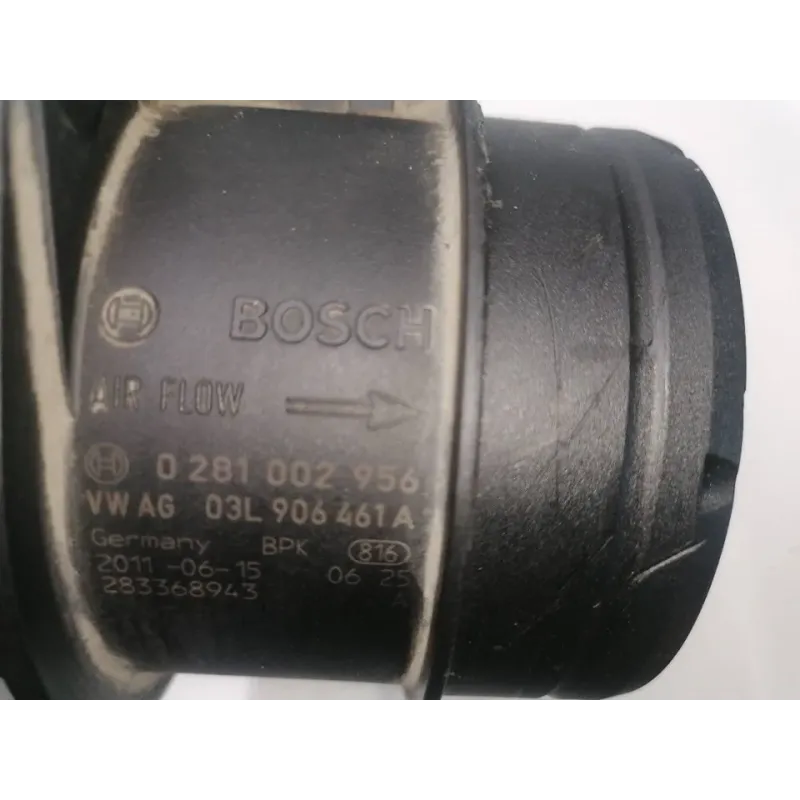 BOSCH
AIR FLOW
0 281 002 956
VW AG 03L 906 461 A
Germany BPK 816
2011-06-15 06 25
283368943 A